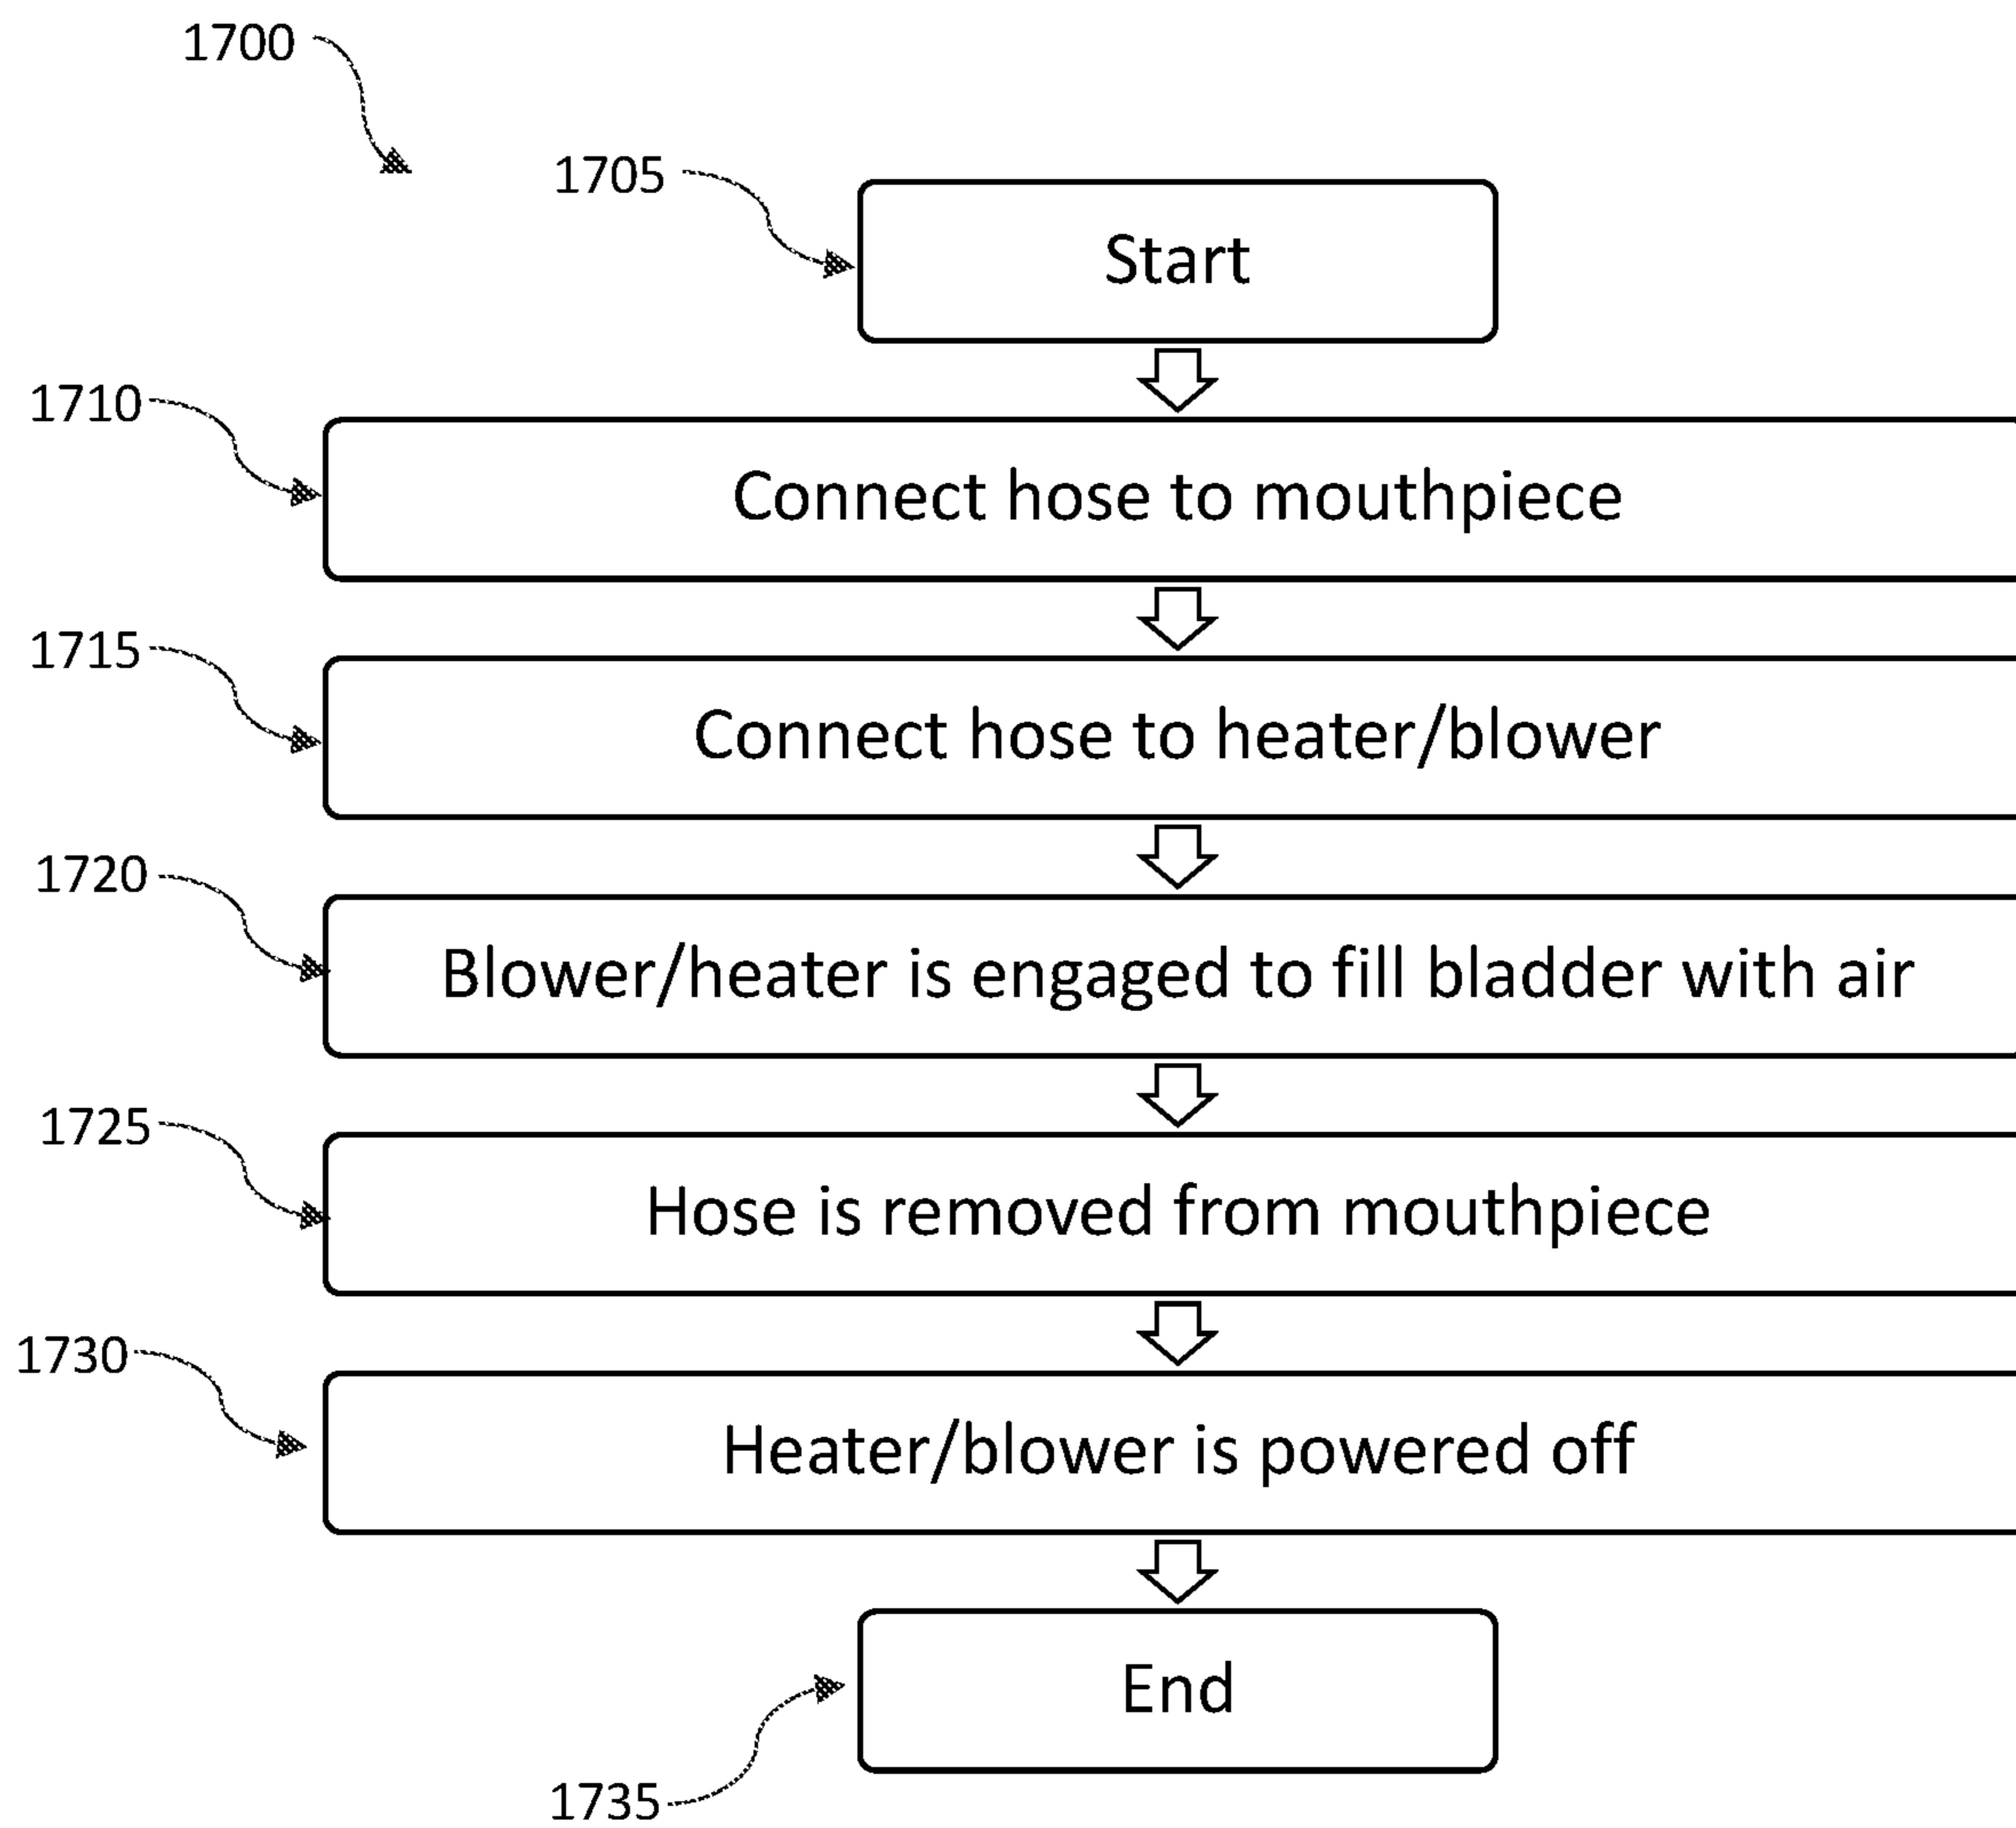 1700
1705
Start
1710
Connect hose to mouthpiece
1715
Connect hose to heater/blower
1720
Blower/heater is engaged to fill bladder with air
1725
Hose is removed from mouthpiece
1730
Heater/blower is powered off
End
1735